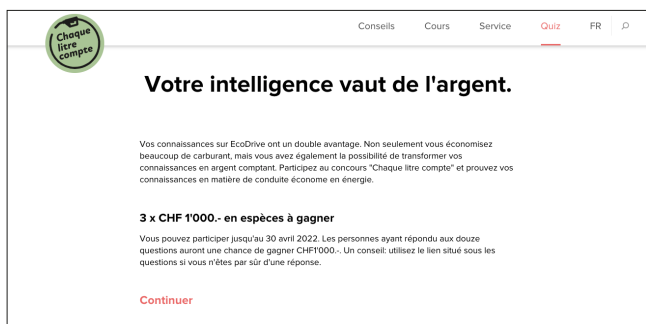 Chaque
litre
compte
Conseils Cours Service Quiz FR
Votre intelligence vaut de l'argent.
Vos connaissances sur EcoDrive ont un double avantage. Non seulement vous économisez
beaucoup de carburant, mais vous avez également la possibilité de transformer vos
connaissances en argent comptant. Participez au concours "Chaque litre compte" et prouvez vos
connaissances en matière de conduite économe en énergie.
3 x CHF 1'000.- en espèces à gagner
Vous pouvez participer jusqu'au 30 avril 2022. Les personnes ayant répondu aux douze
questions auront une chance de gagner CHF1'000.-. Un conseil: utilisez le lien situé sous les
questions si vous n'êtes par sûr d'une réponse.
Continuer